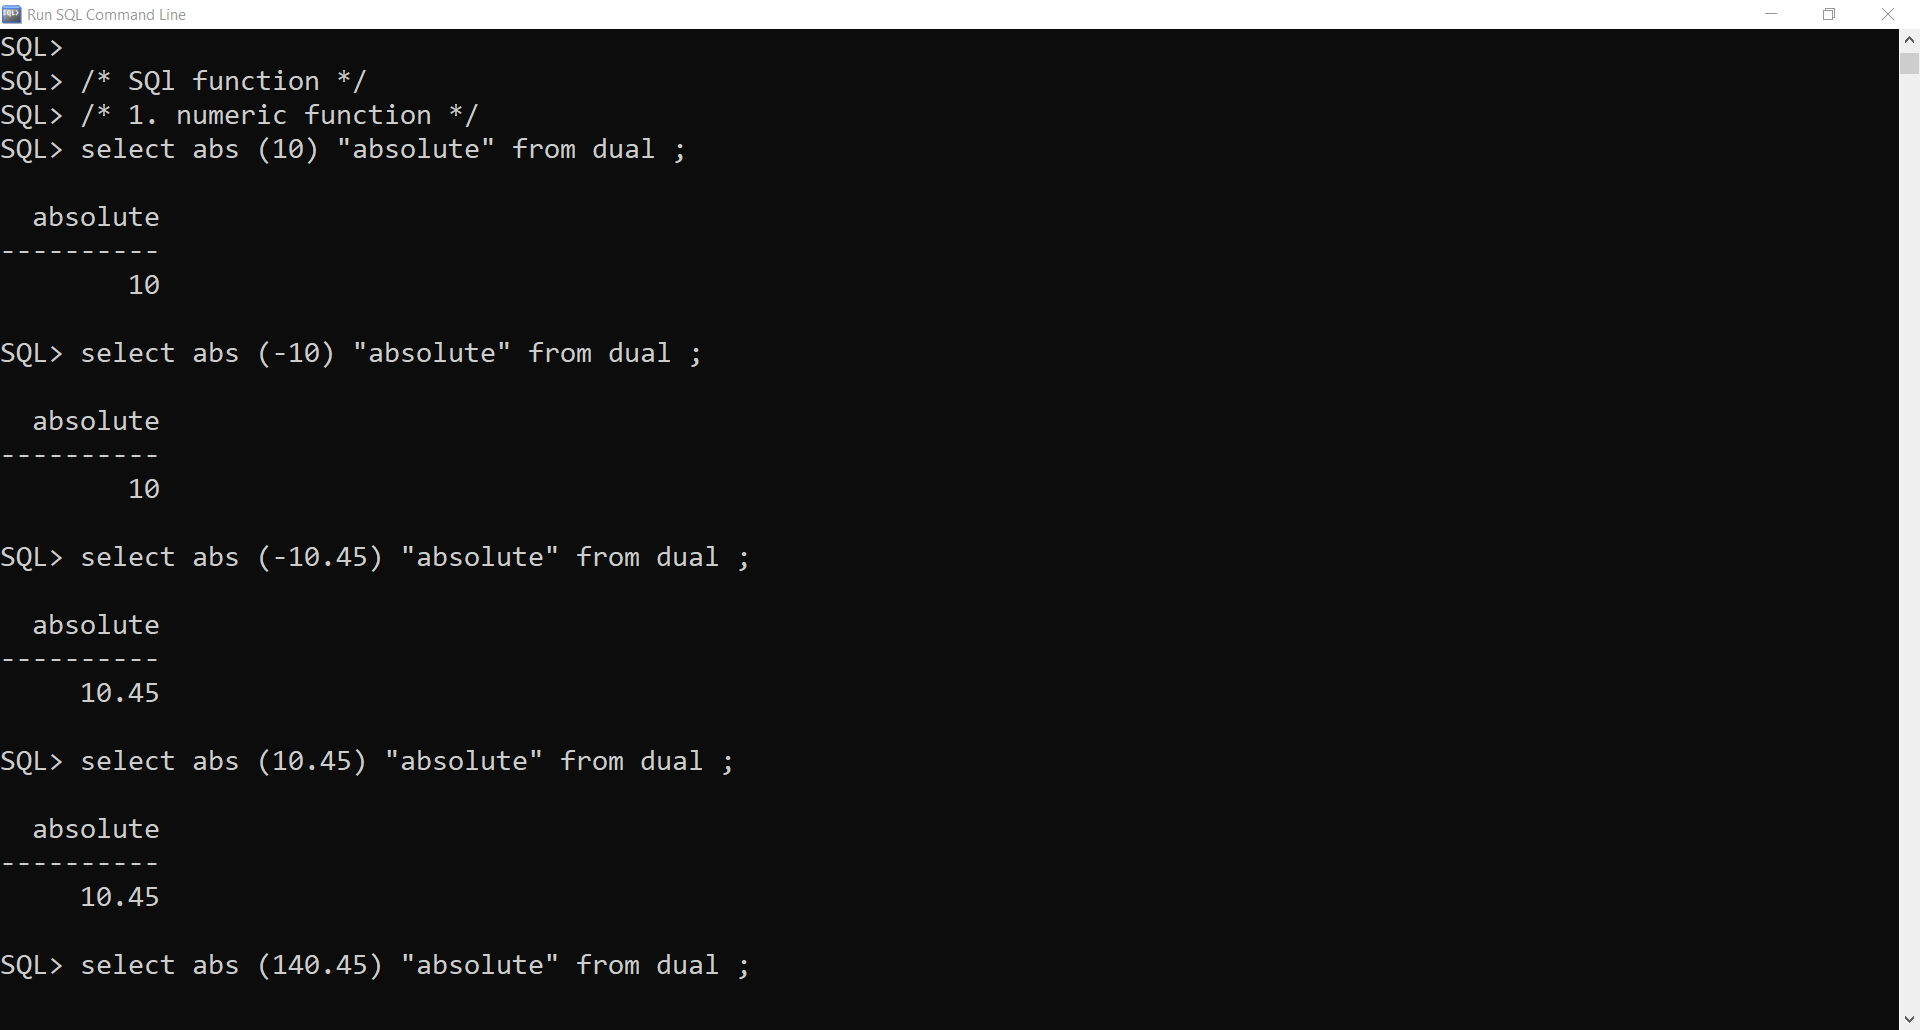 Run SQL Command Line
SQL>
SQL> /* SQl function */
SQL> /* 1. numeric function */
SQL> select abs (10) "absolute" from dual ;
  absolute
----------
        10
SQL> select abs (-10) "absolute" from dual ;
  absolute
----------
        10
SQL> select abs (-10.45) "absolute" from dual ;
  absolute
----------
     10.45
SQL> select abs (10.45) "absolute" from dual ;
  absolute
----------
     10.45
SQL> select abs (140.45) "absolute" from dual ;